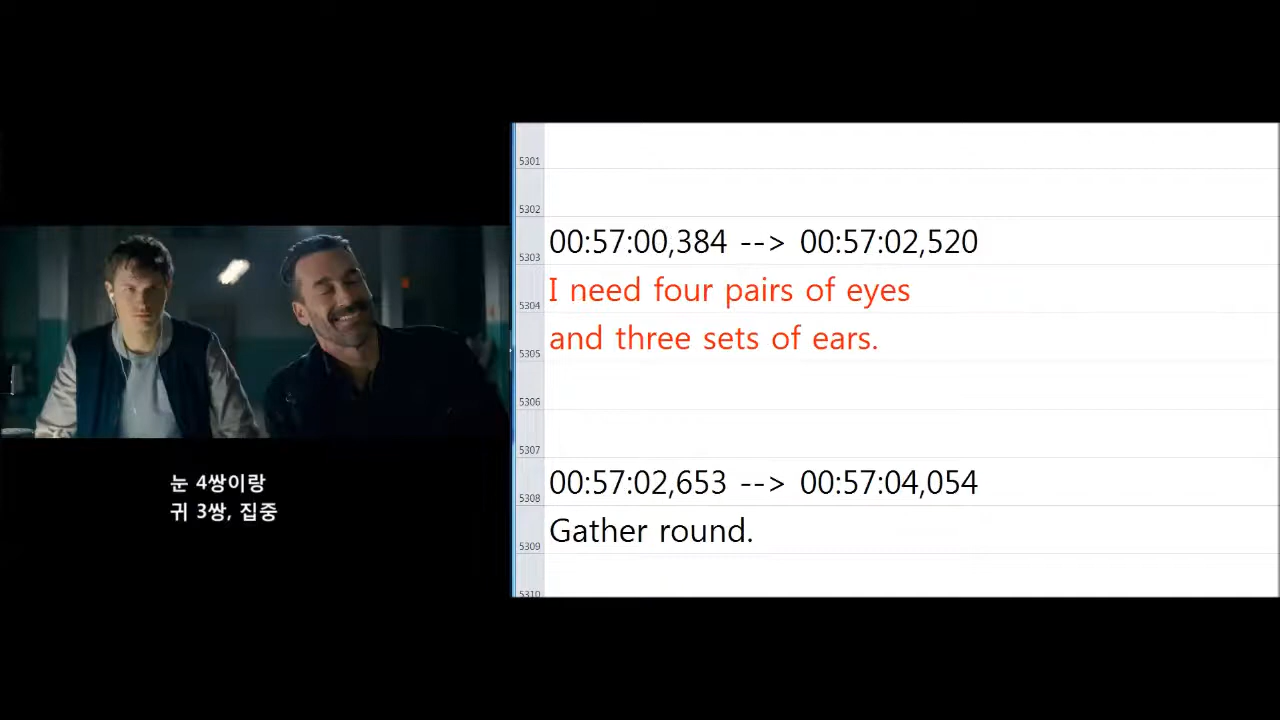 눈 4쌍이랑
귀 3쌍, 집중
5301
5302
5303
00:57:00,384 --> 00:57:02,520
5304
I need four pairs of eyes
5305
and three sets of ears.
5306
5307
5308
00:57:02,653 --> 00:57:04,054
5309
Gather round.
5310